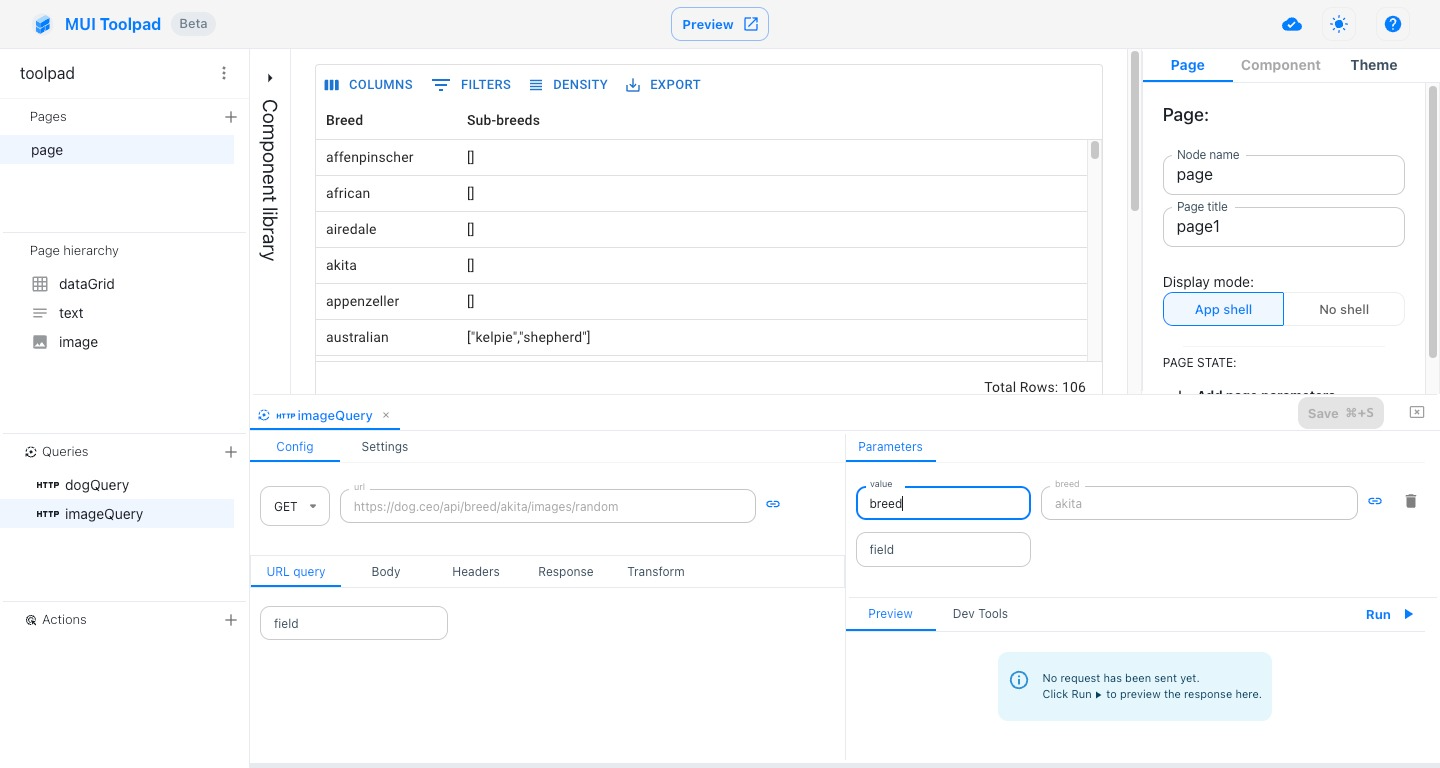 MUI Toolpad Beta
Preview
toolpad
Pages
page
Page hierarchy
dataGrid
text
image
Queries
HTTP dogQuery
HTTP imageQuery
Actions
Component library
COLUMNS FILTERS DENSITY EXPORT
Breed Sub-breeds
affenpinscher []
african []
airedale []
akita []
appenzeller []
australian ["kelpie","shepherd"]
Total Rows: 106
Page Component Theme
Page:
Node name
page
Page title
page1
Display mode:
App shell No shell
PAGE STATE:
Add page parameters
HTTP imageQuery ×
Save ⌘+S
Config Settings
GET
url
https://dog.ceo/api/breed/akita/images/random
URL query Body Headers Response Transform
field
Parameters
value
breed
breed
akita
field
Preview Dev Tools
Run
No request has been sent yet.
Click Run ▶ to preview the response here.